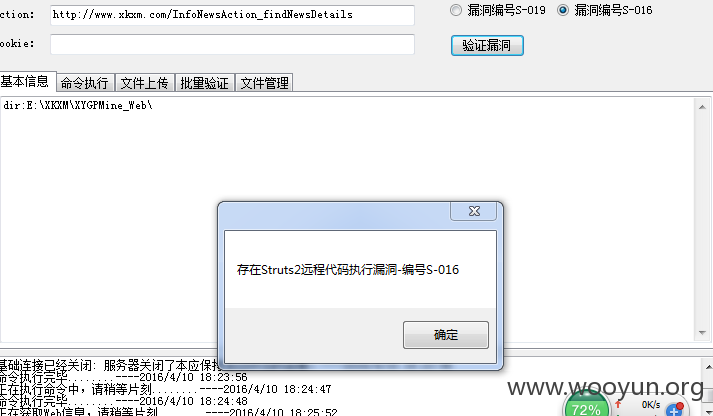 ction: http://www.xkxm.com/InfoNewsAction_findNewsDetails
漏洞编号S-019 漏洞编号S-016
ookie:
验证漏洞
基本信息 命令执行 文件上传 批量验证 文件管理
dir:E:\XKXM\XYGPMine_Web\
存在Struts2远程代码执行漏洞-编号S-016
确定
基础连接已经关闭: 服务器关闭了本应保持
命令执行完毕........----2016/4/10 18:23:56
正在执行命令中,请稍等片刻........----2016/4/10 18:24:47
命令执行完毕........----2016/4/10 18:24:48
正在获取Web信息,请稍等片刻........----2016/4/10 18:25:52
www.wooyun.org
72%
0K/s